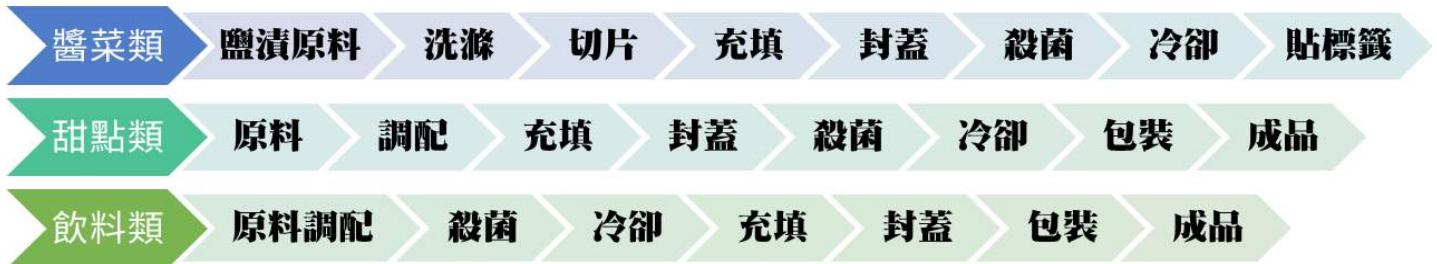 醬菜類 鹽漬原料 洗滌 切片 充填 封蓋 殺菌 冷卻 貼標籤
甜點類 原料 調配 充填 封蓋 殺菌 冷卻 包裝 成品
飲料類 原料調配 殺菌 冷卻 充填 封蓋 包裝 成品